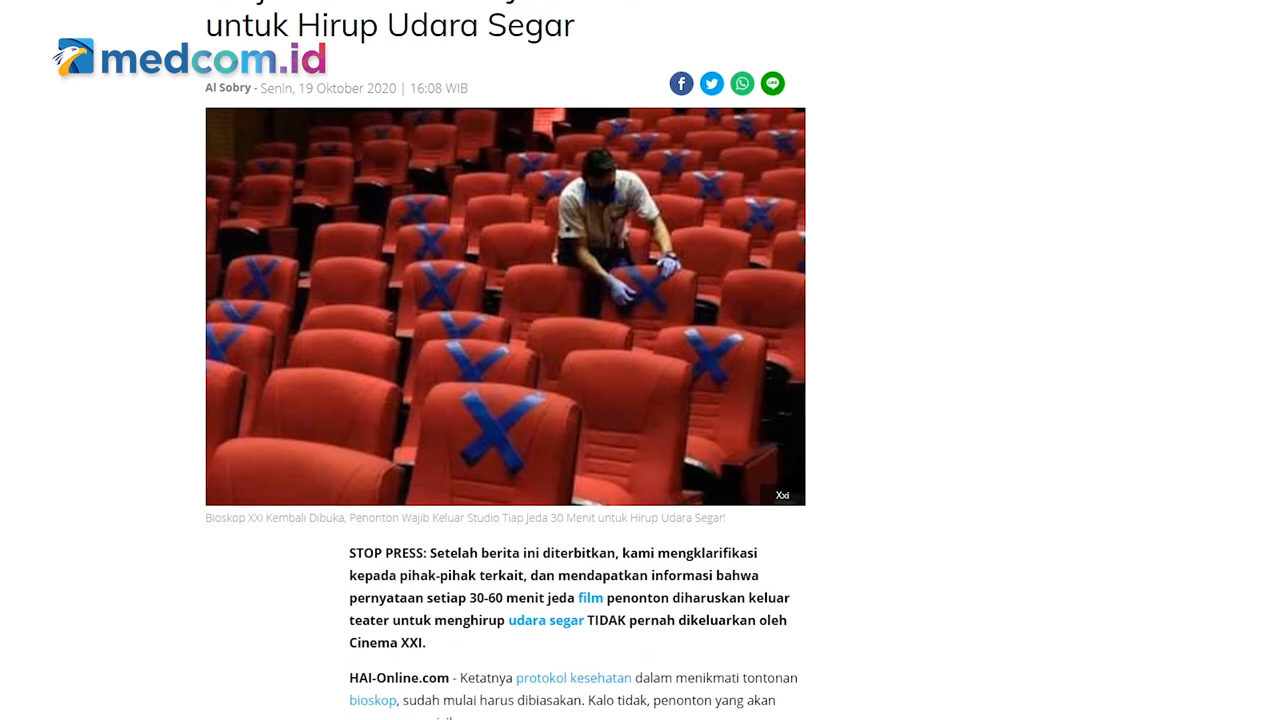 untuk Hirup Udara Segar
medcom.id
Al Sobry - Senin, 19 Oktober 2020 | 16:08 WIB
LINE
Xxi
Bioskop XXI Kembali Dibuka, Penonton Wajib Keluar Studio Tiap Jeda 30 Menit untuk Hirup Udara Segar!
STOP PRESS: Setelah berita ini diterbitkan, kami mengklarifikasi
kepada pihak-pihak terkait, dan mendapatkan informasi bahwa
pernyataan setiap 30-60 menit jeda film penonton diharuskan keluar
teater untuk menghirup udara segar TIDAK pernah dikeluarkan oleh
Cinema XXI.
HAI-Online.com - Ketatnya protokol kesehatan dalam menikmati tontonan
bioskop, sudah mulai harus dibiasakan. Kalo tidak, penonton yang akan